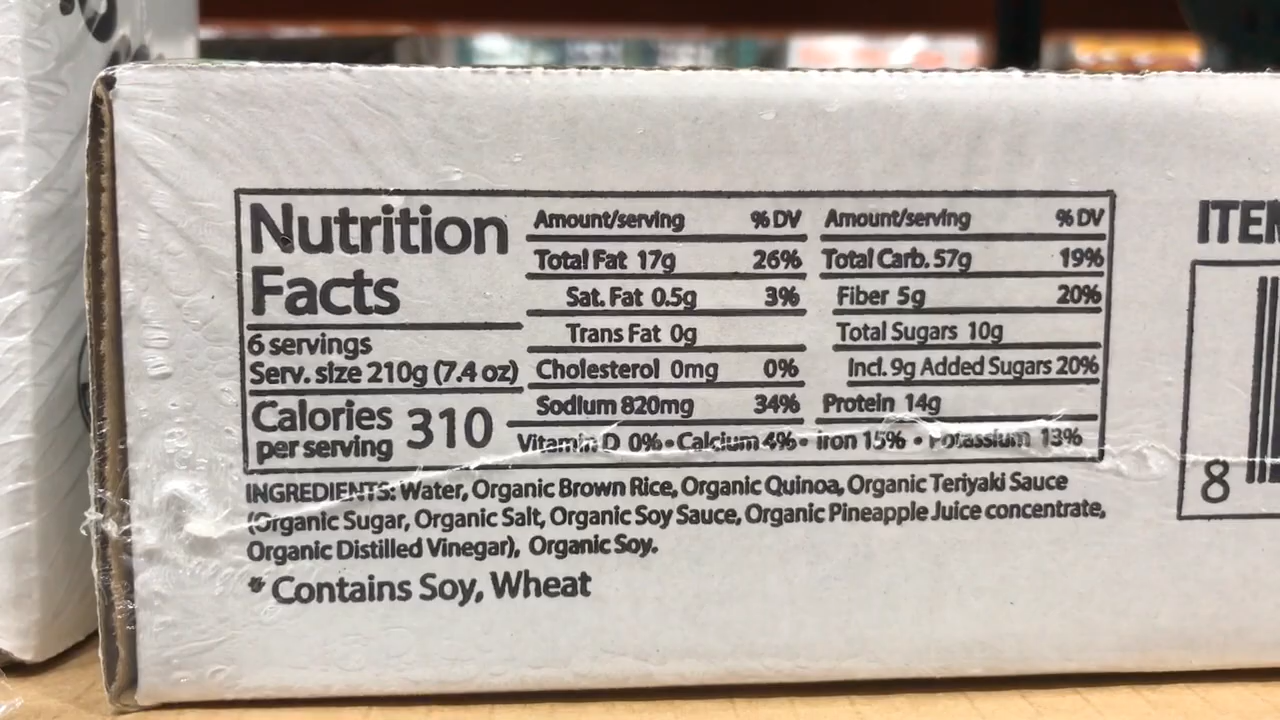 Nutrition
Facts
6 servings
Serv. size 210g (7.4 oz)
Calories
per serving 310
Amount/serving % DV
Total Fat 17g 26%
Sat. Fat 0.5g 3%
Trans Fat 0g
Cholesterol 0mg 0%
Sodium 820mg 34%
Amount/serving % DV
Total Carb. 57g 19%
Fiber 5g 20%
Total Sugars 10g
Incl. 9g Added Sugars 20%
Protein 14g
Vitamin D 0% • Calcium 4% • iron 15% • Potassium 13%
INGREDIENTS: Water, Organic Brown Rice, Organic Quinoa, Organic Teriyaki Sauce
(Organic Sugar, Organic Salt, Organic Soy Sauce, Organic Pineapple Juice concentrate,
Organic Distilled Vinegar), Organic Soy.
* Contains Soy, Wheat
8